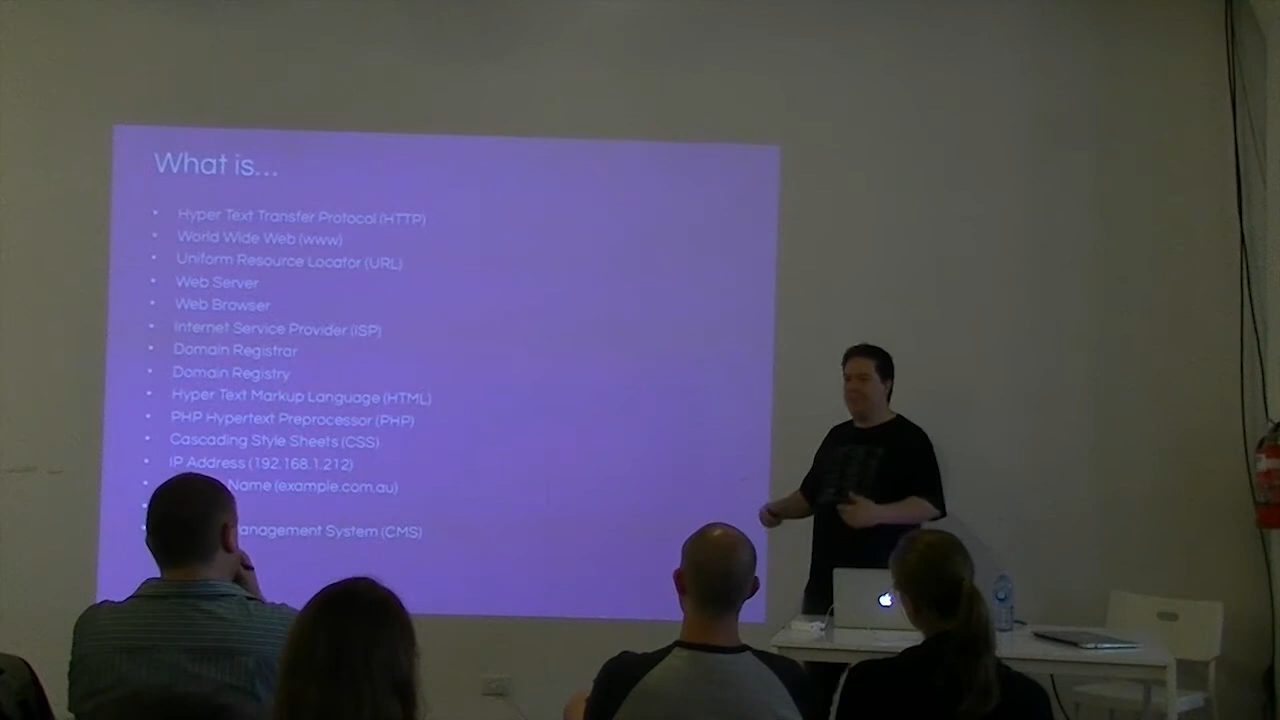 What is...
• Hyper Text Transfer Protocol (HTTP)
• World Wide Web (www)
• Uniform Resource Locator (URL)
• Web Server
• Web Browser
• Internet Service Provider (ISP)
• Domain Registrar
• Domain Registry
• Hyper Text Markup Language (HTML)
• PHP Hypertext Preprocessor (PHP)
• Cascading Style Sheets (CSS)
• IP Address (192.168.1.212)
• Name (example.com.au)
•
• anagement System (CMS)